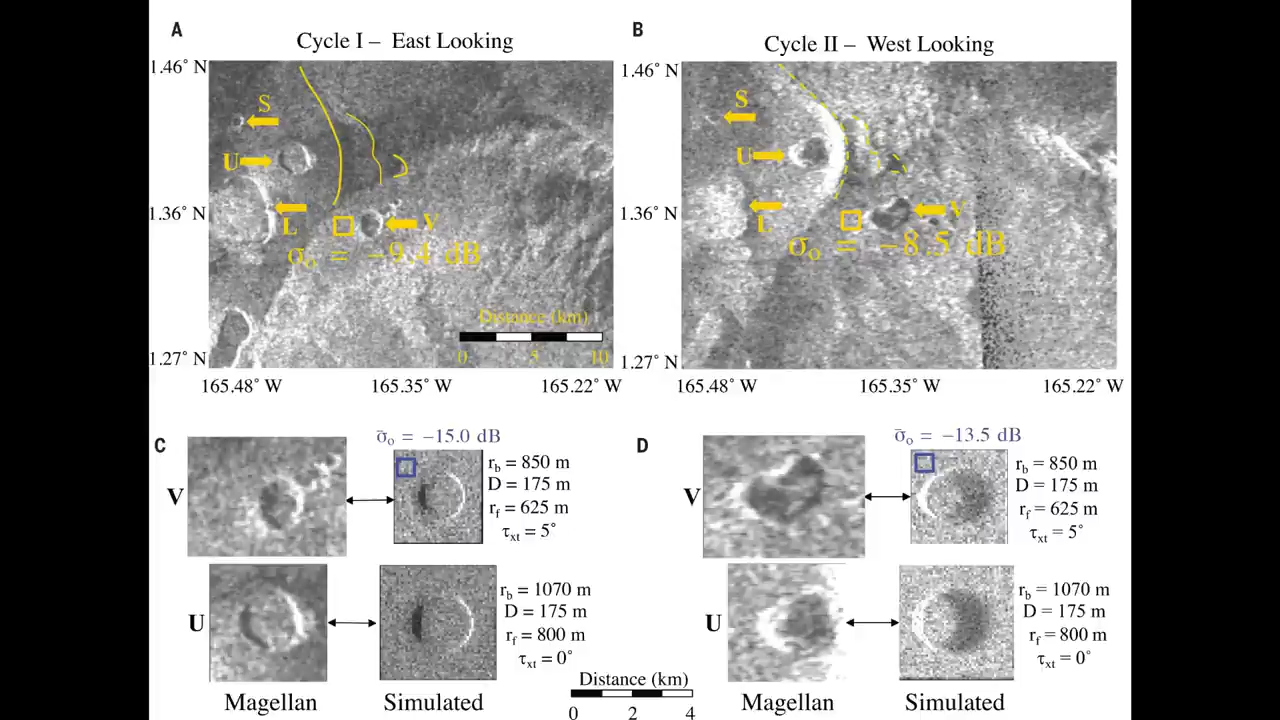 A
Cycle I – East Looking
1.46° N
S
U
1.36° N
L
V
σo = −9.4 dB
Distance (km)
0 5 10
1.27° N
165.48° W 165.35° W 165.22° W
B
Cycle II – West Looking
1.46° N
S
U
1.36° N
L
V
σo = −8.5 dB
1.27° N
165.48° W 165.35° W 165.22° W
C
σ̅o = −15.0 dB
V
rb = 850 m
D = 175 m
rf = 625 m
τxt = 5°
U
rb = 1070 m
D = 175 m
rf = 800 m
τxt = 0°
Magellan Simulated
D
σ̅o = −13.5 dB
V
rb = 850 m
D = 175 m
rf = 625 m
τxt = 5°
U
rb = 1070 m
D = 175 m
rf = 800 m
τxt = 0°
Magellan Simulated
Distance (km)
0 2 4